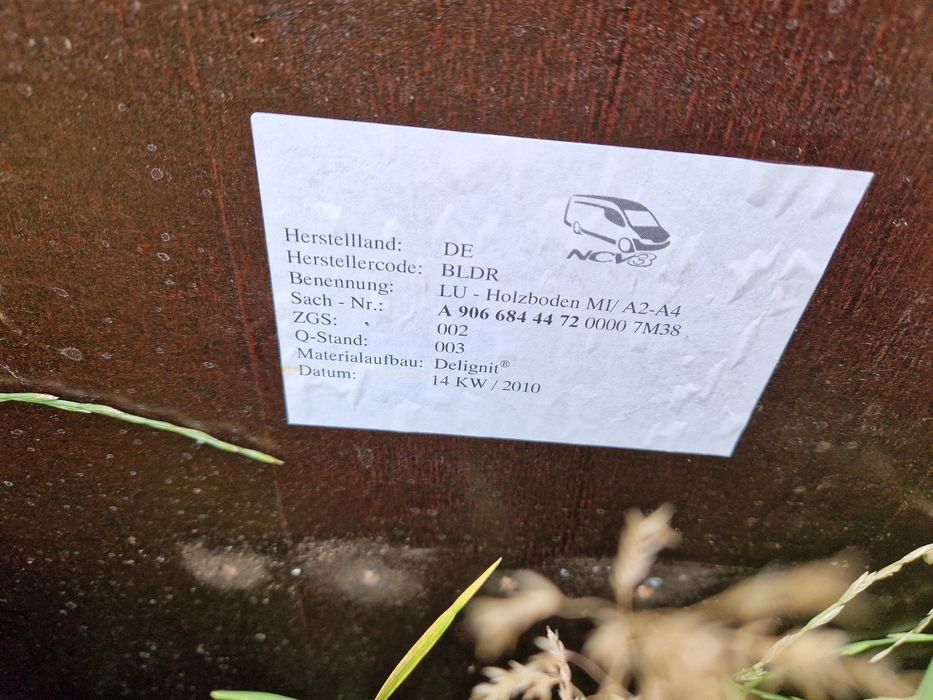 NCV3
Herstellland: DE
Herstellercode: BLDR
Benennung: LU - Holzboden MI/ A2-A4
Sach - Nr.: A 906 684 44 72 0000 7M38
ZGS: 002
Q-Stand: 003
Materialaufbau: Delignit®
Datum: 14 KW / 2010